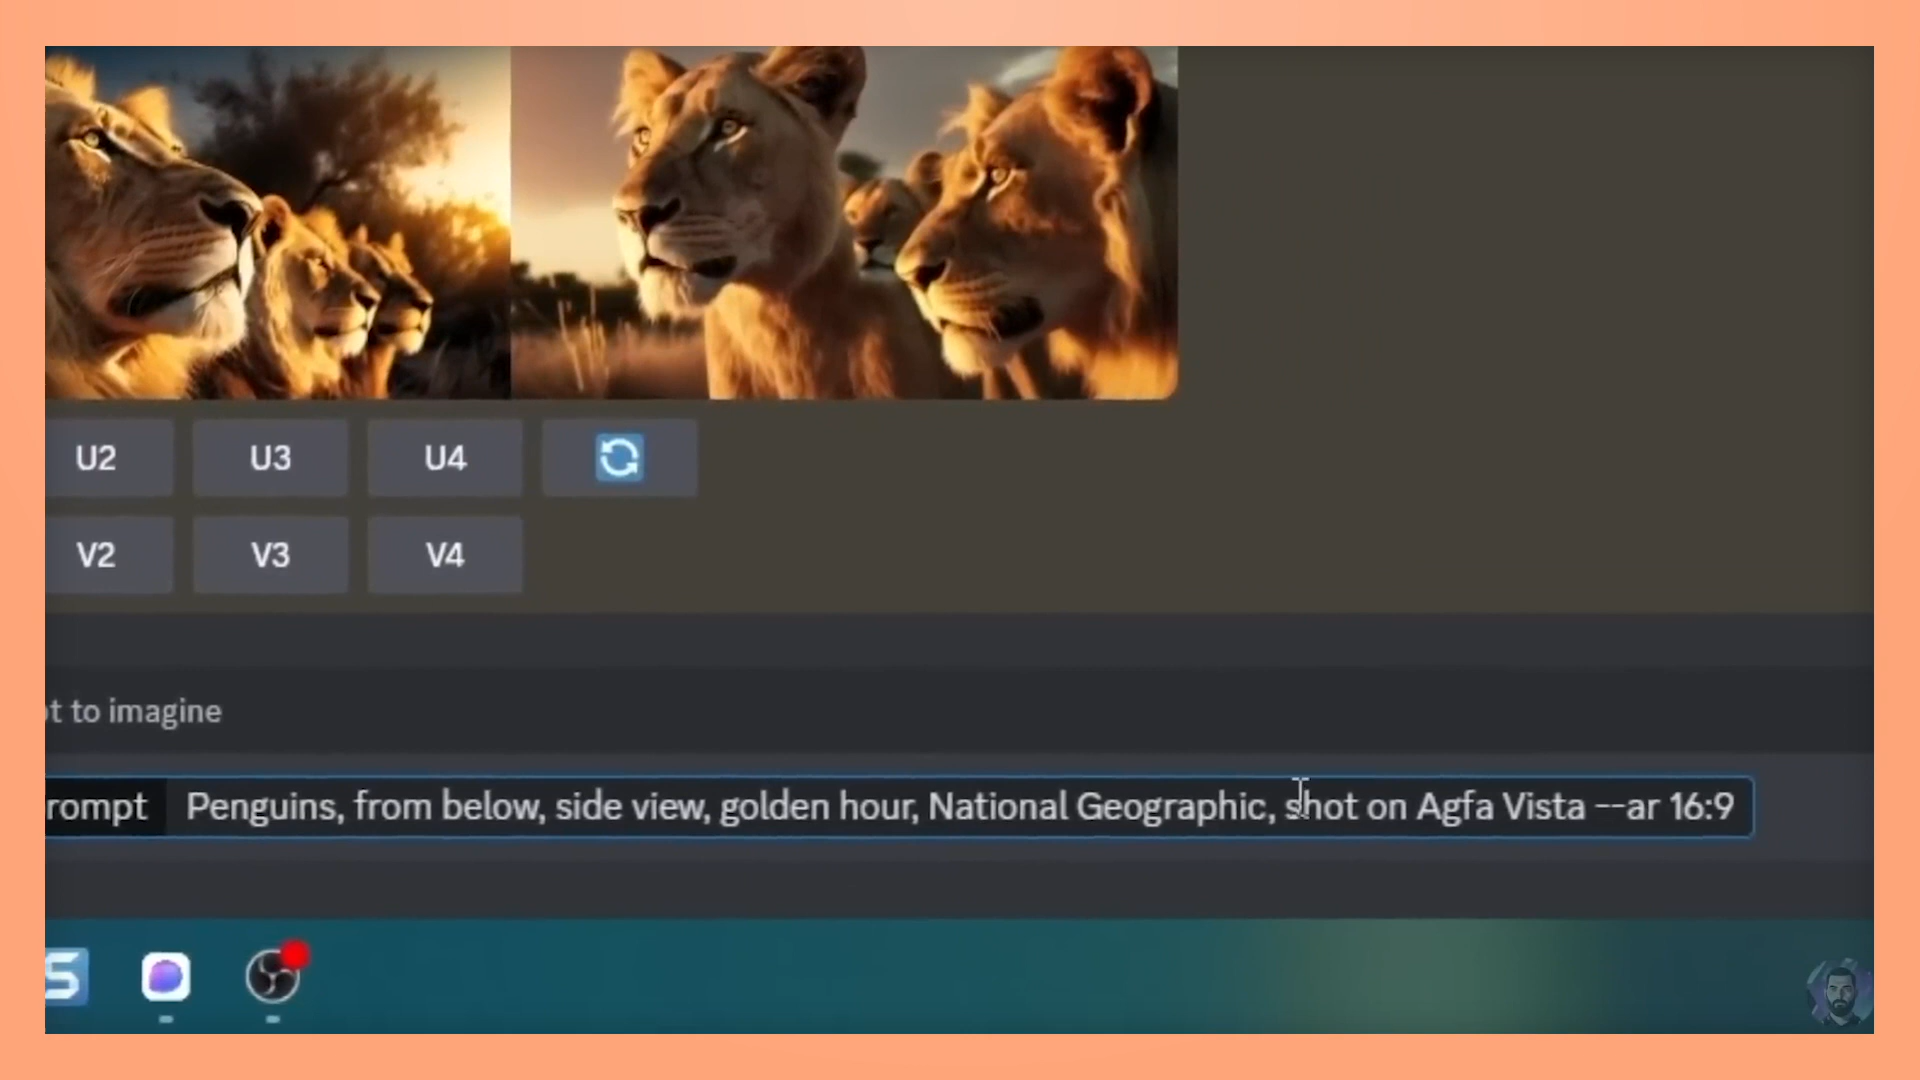 U2 U3 U4
V2 V3 V4
to imagine
Penguins, from below, side view, golden hour, National Geographic, shot on Agfa Vista --ar 16:9
S